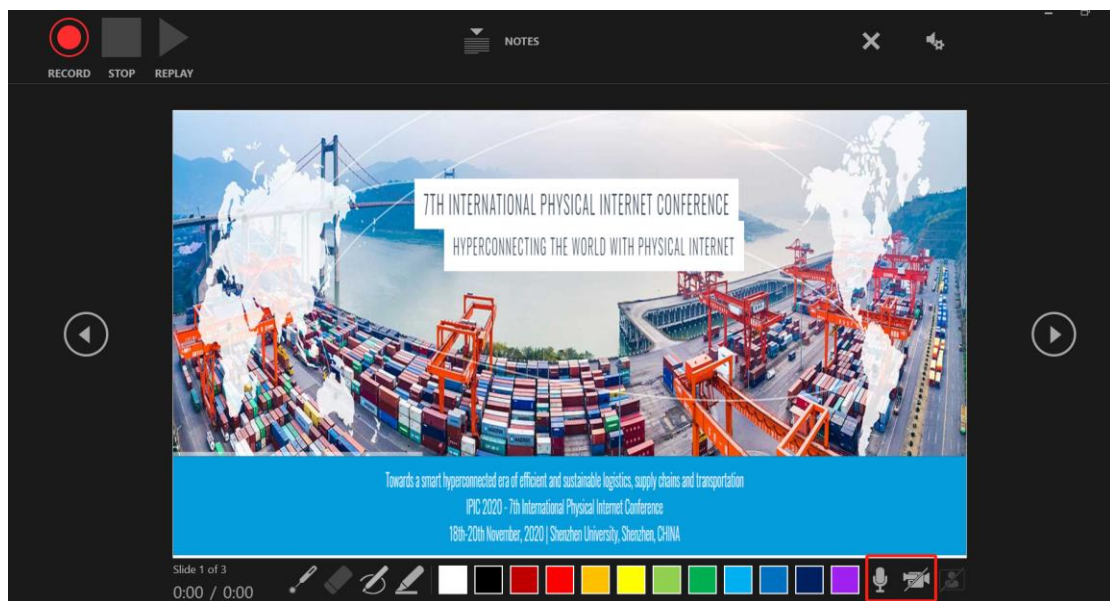 NOTES
RECORD STOP REPLAY
7TH INTERNATIONAL PHYSICAL INTERNET CONFERENCE
HYPERCONNECTING THE WORLD WITH PHYSICAL INTERNET
Towards a smart hyperconnected era of efficient and sustainable logistics, supply chains and transportation
IPIC 2020 - 7th International Physical Internet Conference
18th-20th November, 2020 | Shenzhen University, Shenzhen, CHINA
Slide 1 of 3
0:00 / 0:00